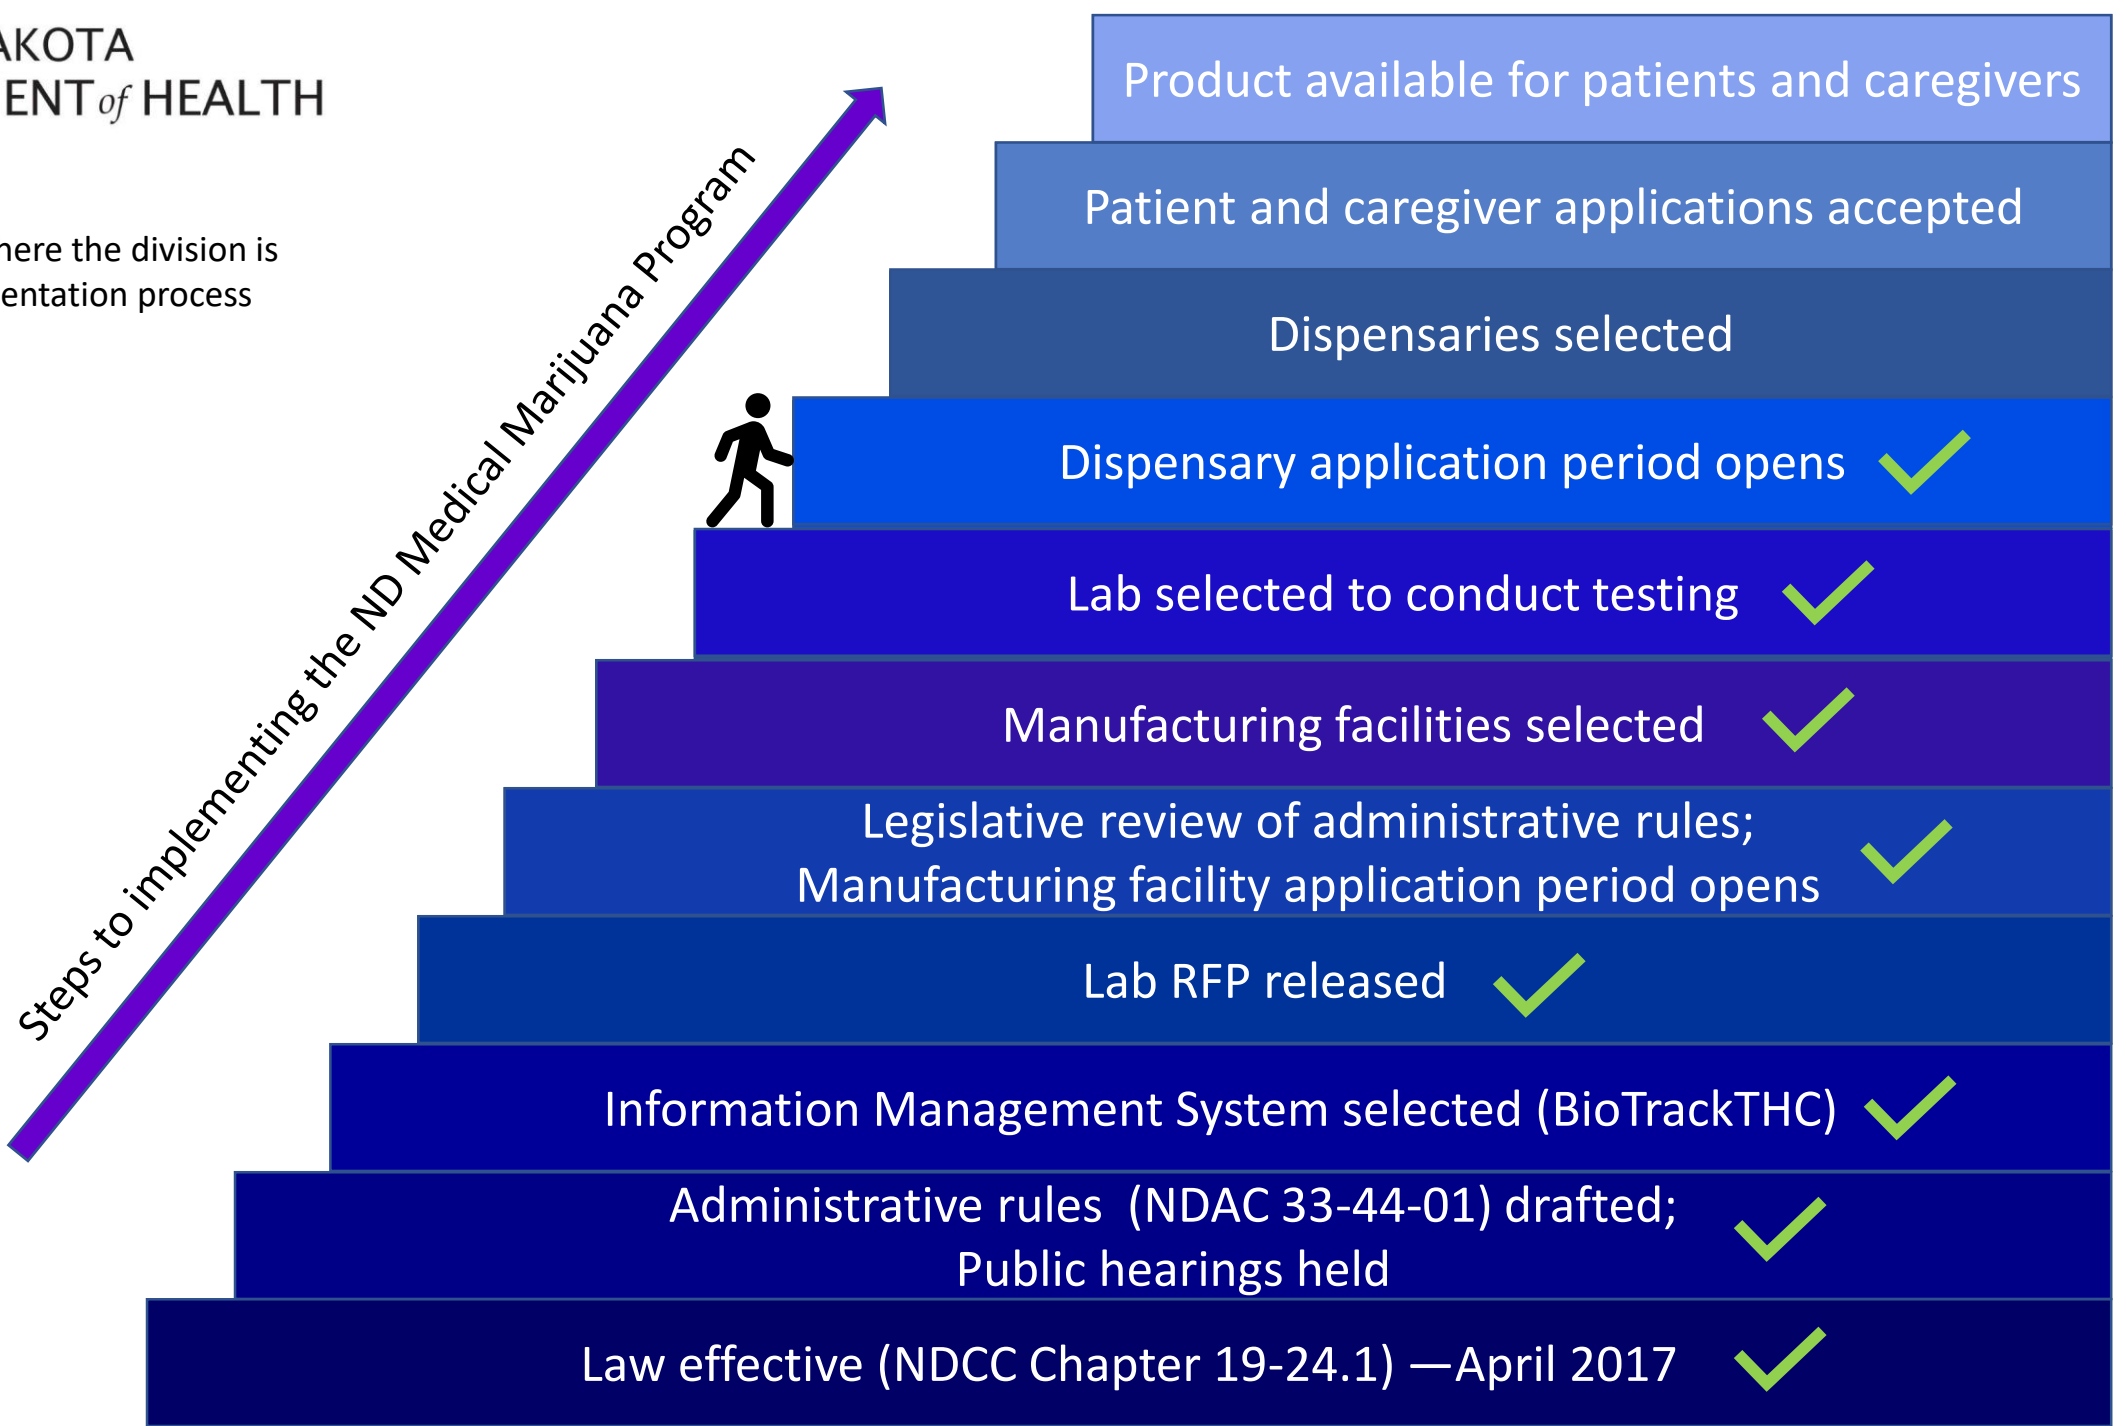 AKOTA
ENT of HEALTH
here the division is
entation process
Steps to implementing the ND Medical Marijuana Program
Product available for patients and caregivers
Patient and caregiver applications accepted
Dispensaries selected
Dispensary application period opens
Lab selected to conduct testing
Manufacturing facilities selected
Legislative review of administrative rules;
Manufacturing facility application period opens
Lab RFP released
Information Management System selected (BioTrackTHC)
Administrative rules  (NDAC 33-44-01) drafted;
Public hearings held
Law effective (NDCC Chapter 19-24.1) —April 2017